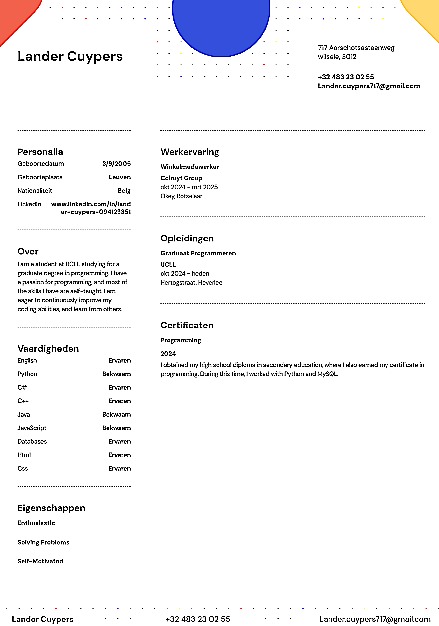 Lander Cuypers
717 Aarschotsesteenweg
Wilsele, 3012
+32 483 23 02 55
Lander.cuypers717@gmail.com
Personalia
Geboortedatum
Geboorteplaats Leuven
Nationaliteit Belg
LinkedIn www.linkedin.com/in/land
er-cuypers-094123351
Over
I am a student at UCLL studying for a
graduate degree in programming. I have
a passion for programming, and most of
the skills I have are self-taught. I am
eager to continuously improve my
coding abilities, and learn from others.
Vaardigheden
English Ervaren
Python Bekwaam
C# Ervaren
C++ Ervaren
Java Bekwaam
JavaScript Bekwaam
Databases Ervaren
Html Ervaren
Css Ervaren
Eigenschappen
Enthusiastic
Solving Problems
Self-Motivated
Werkervaring
Winkelmedewerker
Colruyt Group
okt 2024 - mrt 2025
Okay, Rotselaar
Opleidingen
Graduaat Programmeren
UCLL
okt 2024 - heden
Hertogstraat, Heverlee
Certificaten
Programming
2024
I obtained my high school diploma in secondary education, where I also earned my certificate in
programming. During this time, I worked with Python and MySQL.
Lander Cuypers +32 483 23 02 55 Lander.cuypers717@gmail.com